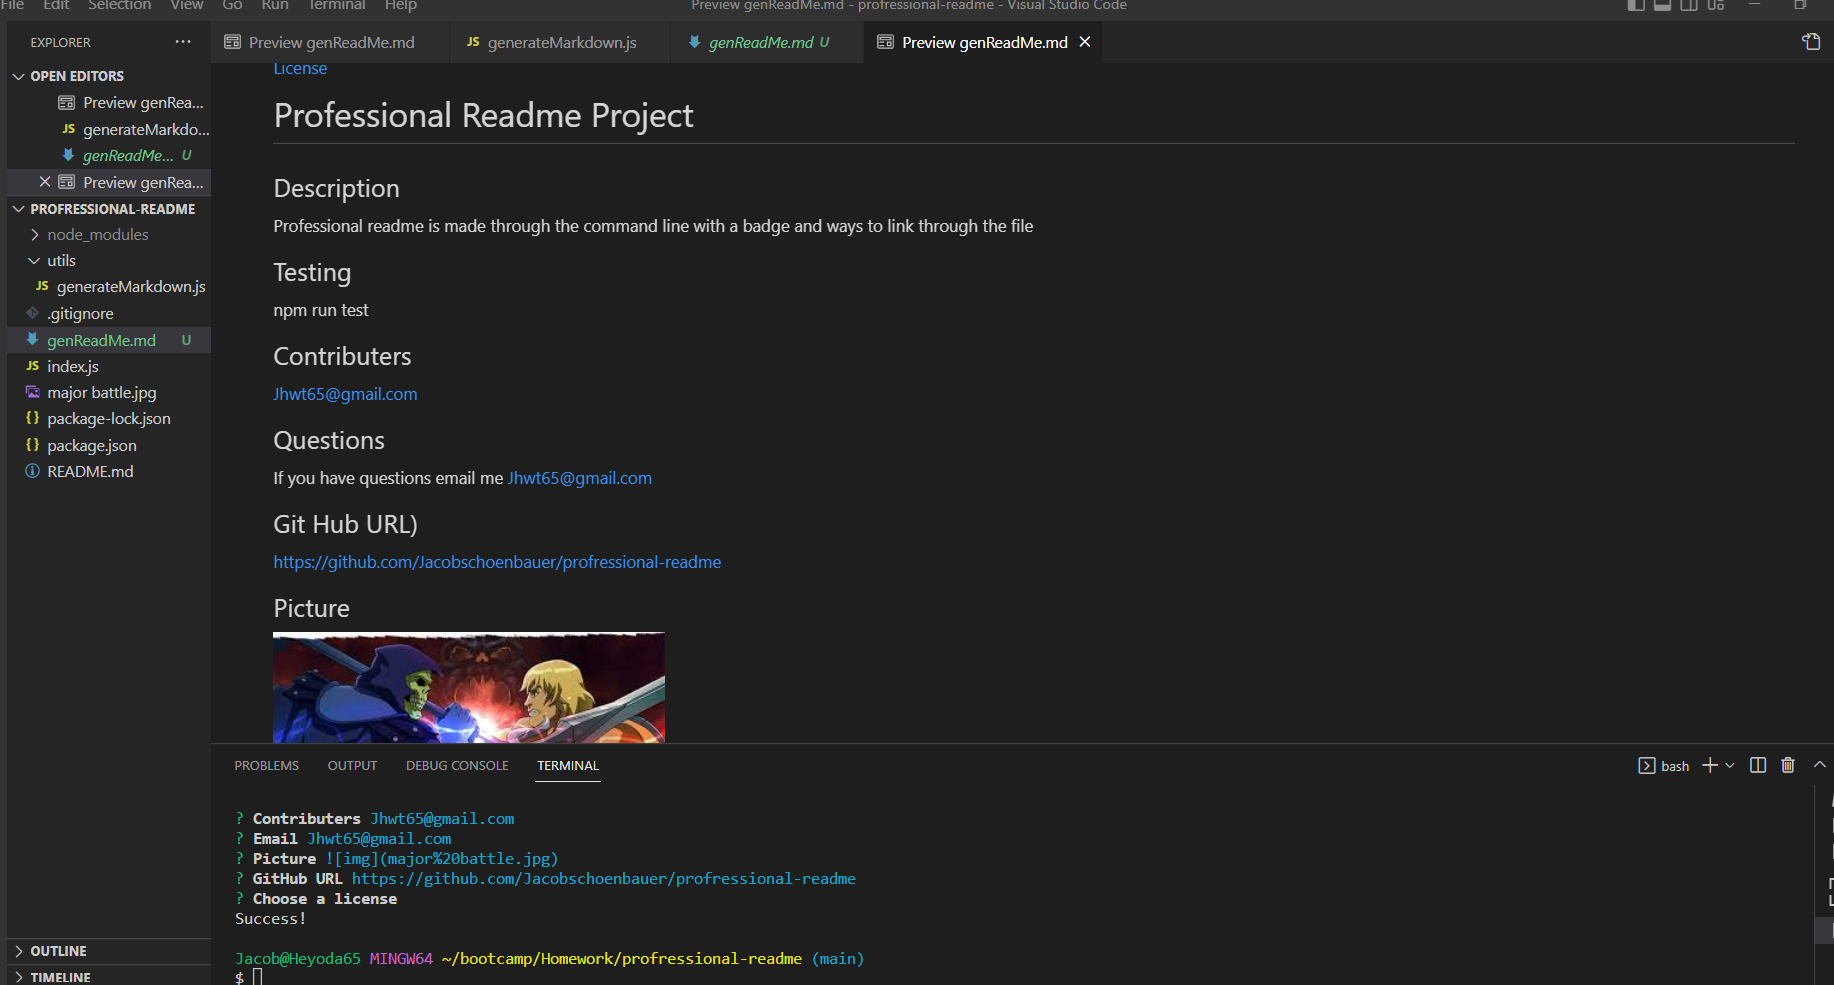 File Edit Selection View Go Run Terminal Help Preview genReadMe.md - profressional-readme - Visual Studio Code
EXPLORER ··· Preview genReadMe.md JS generateMarkdown.js genReadMe.md U Preview genReadMe.md
OPEN EDITORS
Preview genRea...
JS generateMarkdo...
genReadMe... U
Preview genRea...
PROFRESSIONAL-README
node_modules
utils
JS generateMarkdown.js
.gitignore
genReadMe.md U
JS index.js
major battle.jpg
{} package-lock.json
{} package.json
README.md
OUTLINE
TIMELINE
License
Professional Readme Project
Description
Professional readme is made through the command line with a badge and ways to link through the file
Testing
npm run test
Contributers
Jhwt65@gmail.com
Questions
If you have questions email me Jhwt65@gmail.com
Git Hub URL)
https://github.com/Jacobschoenbauer/profressional-readme
Picture
PROBLEMS OUTPUT DEBUG CONSOLE TERMINAL bash
? Contributers Jhwt65@gmail.com
? Email Jhwt65@gmail.com
? Picture ![img](major%20battle.jpg)
? GitHub URL https://github.com/Jacobschoenbauer/profressional-readme
? Choose a license
Success!
Jacob@Heyoda65 MINGW64 ~/bootcamp/Homework/profressional-readme (main)
$